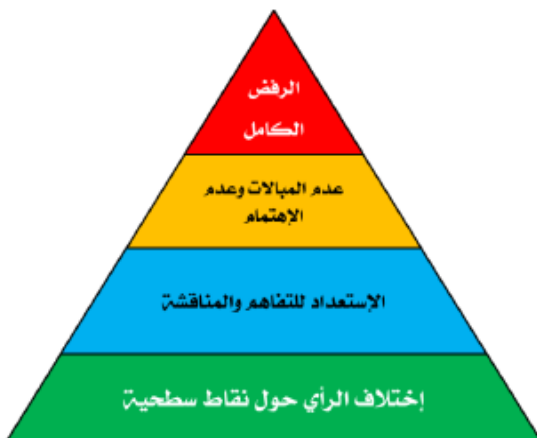 الرفض
الكامل
عدم المبالات وعدم
الإهتمام
الإستعداد للتفاهم والمناقشة
إختلاف الرأي حول نقاط سطحية